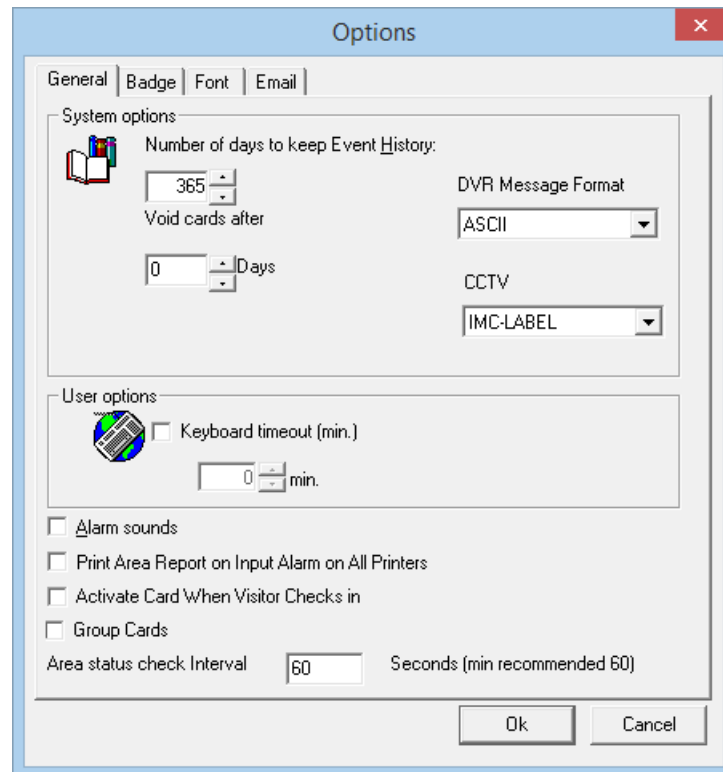 Options
General Badge Font Email
System options
Number of days to keep Event History:
365
DVR Message Format
Void cards after
ASCII
0 Days
CCTV
IMC-LABEL
User options
Keyboard timeout (min.)
0 min.
Alarm sounds
Print Area Report on Input Alarm on All Printers
Activate Card When Visitor Checks in
Group Cards
Area status check Interval 60 Seconds (min recommended 60)
Ok Cancel